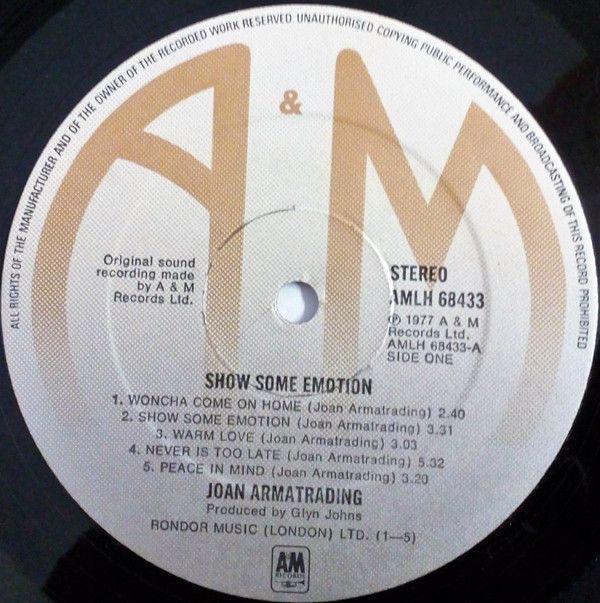 ALL RIGHTS OF THE MANUFACTURER AND OF THE OWNER OF THE RECORDED WORK RESERVED UNAUTHORISED COPYING PUBLIC PERFORMANCE AND BROADCASTING OF THIS RECORD PROHIBITED
A & M
Original sound
recording made
by A & M
Records Ltd.
STEREO
AMLH 68433
℗ 1977 A & M
Records Ltd.
AMLH 68433-A
SIDE ONE
SHOW SOME EMOTION
1. WONCHA COME ON HOME (Joan Armatrading) 2.40
2. SHOW SOME EMOTION (Joan Armatrading) 3.31
3. WARM LOVE (Joan Armatrading) 3.03
4. NEVER IS TOO LATE (Joan Armatrading) 5.32
5. PEACE IN MIND (Joan Armatrading) 3.20
JOAN ARMATRADING
Produced by Glyn Johns
RONDOR MUSIC (LONDON) LTD. (1—5)
AM
RECORDS